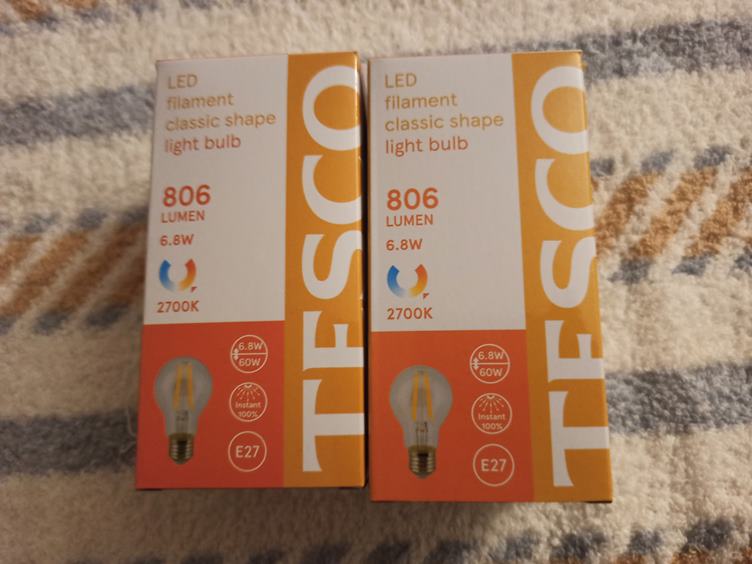 LED
filament
classic shape
light bulb
806
LUMEN
6.8W
2700K
6.8W
60W
Instant
100%
E27
TESCO
LED
filament
classic shape
light bulb
806
LUMEN
6.8W
2700K
6.8W
60W
Instant
100%
E27
TESCO